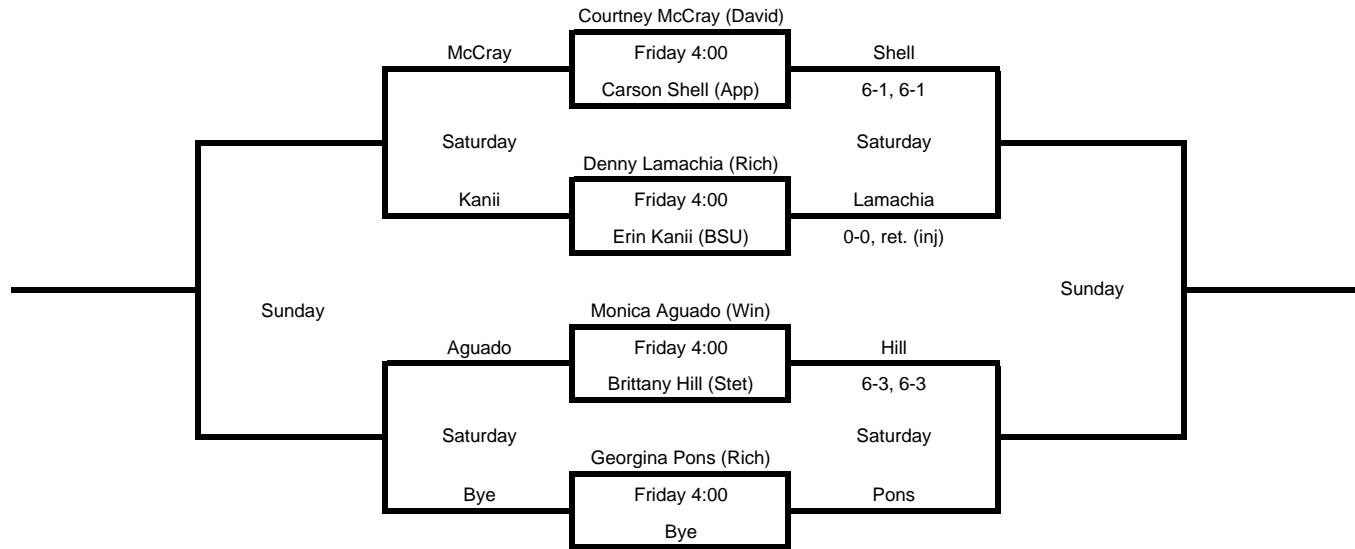 Courtney McCray (David)
McCray Friday 4:00 Shell
Carson Shell (App) 6-1, 6-1
Saturday Saturday
Denny Lamachia (Rich)
Kanii Friday 4:00 Lamachia
Erin Kanii (BSU) 0-0, ret. (inj)
Sunday Sunday
Monica Aguado (Win)
Aguado Friday 4:00 Hill
Brittany Hill (Stet) 6-3, 6-3
Saturday Saturday
Georgina Pons (Rich)
Bye Friday 4:00 Pons
Bye